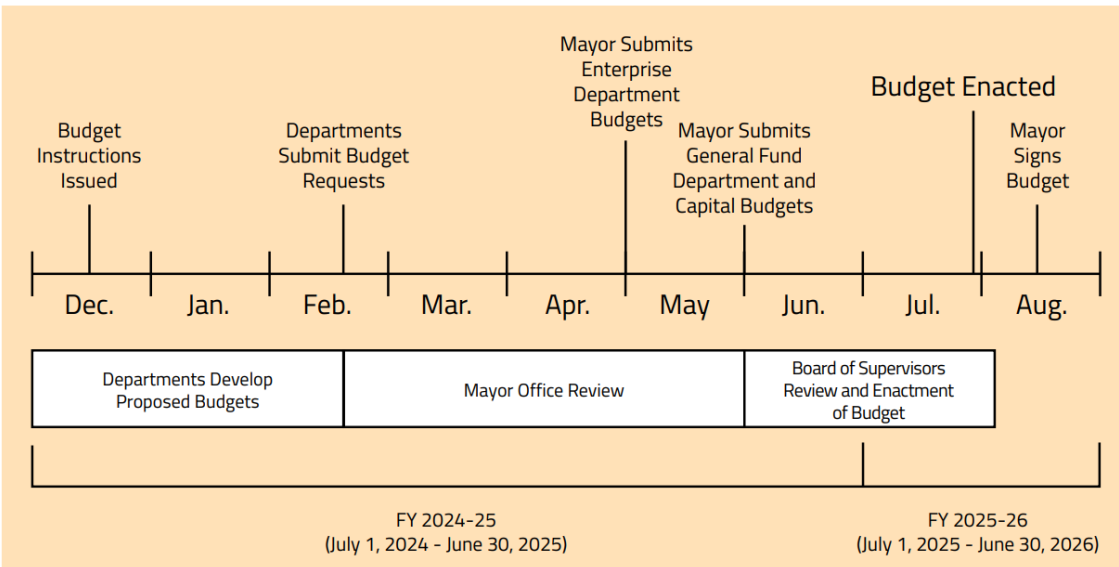 Budget
Instructions
Issued
Departments
Submit Budget
Requests
Mayor Submits
Enterprise
Department
Budgets
Mayor Submits
General Fund
Department and
Capital Budgets
Budget Enacted
Mayor
Signs
Budget
Dec.
Jan.
Feb.
Mar.
Apr.
May
Jun.
Jul.
Aug.
Departments Develop
Proposed Budgets
Mayor Office Review
Board of Supervisors
Review and Enactment
of Budget
FY 2024-25
(July 1, 2024 - June 30, 2025)
FY 2025-26
(July 1, 2025 - June 30, 2026)